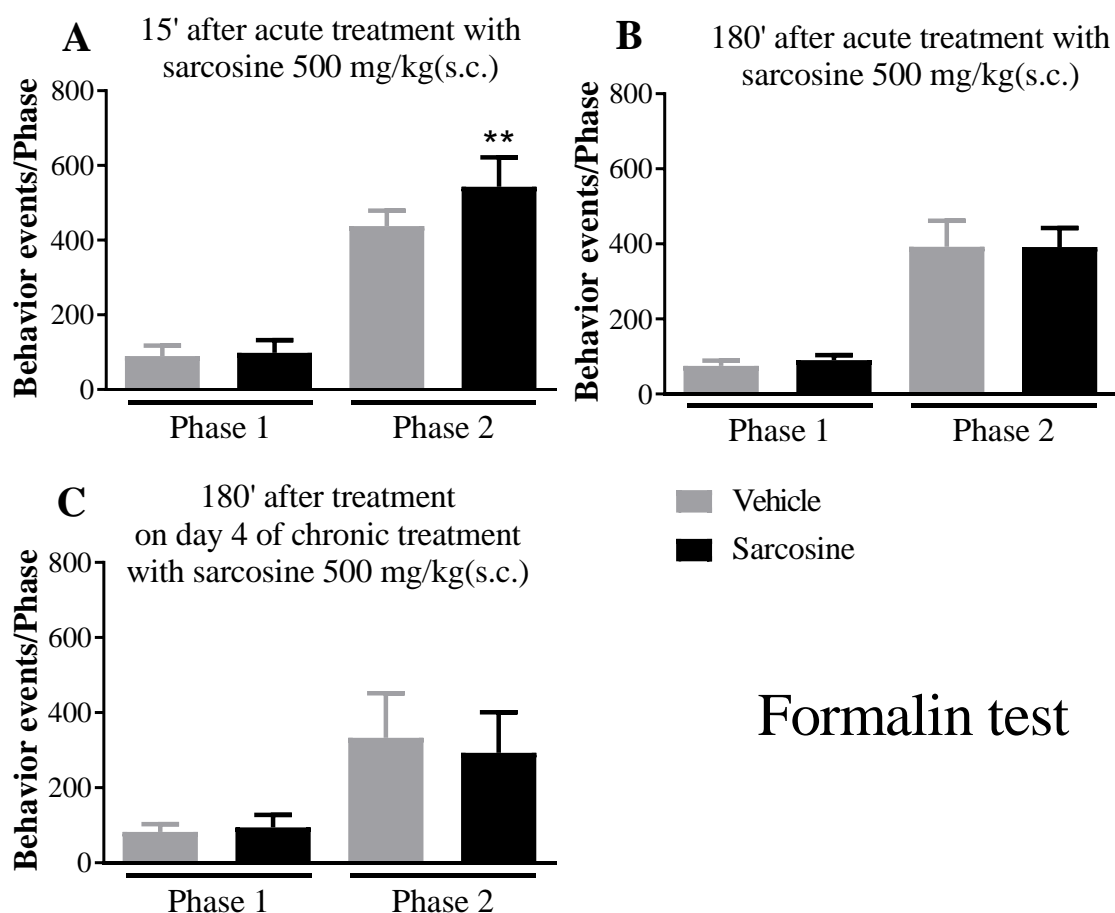 A
15' after acute treatment with
sarcosine 500 mg/kg(s.c.)
Behavior events/Phase
800
600
400
200
0
**
Phase 1
Phase 2
B
180' after acute treatment with
sarcosine 500 mg/kg(s.c.)
Behavior events/Phase
800
600
400
200
0
Phase 1
Phase 2
C
180' after treatment
on day 4 of chronic treatment
with sarcosine 500 mg/kg(s.c.)
Behavior events/Phase
800
600
400
200
0
Phase 1
Phase 2
Vehicle
Sarcosine
Formalin test